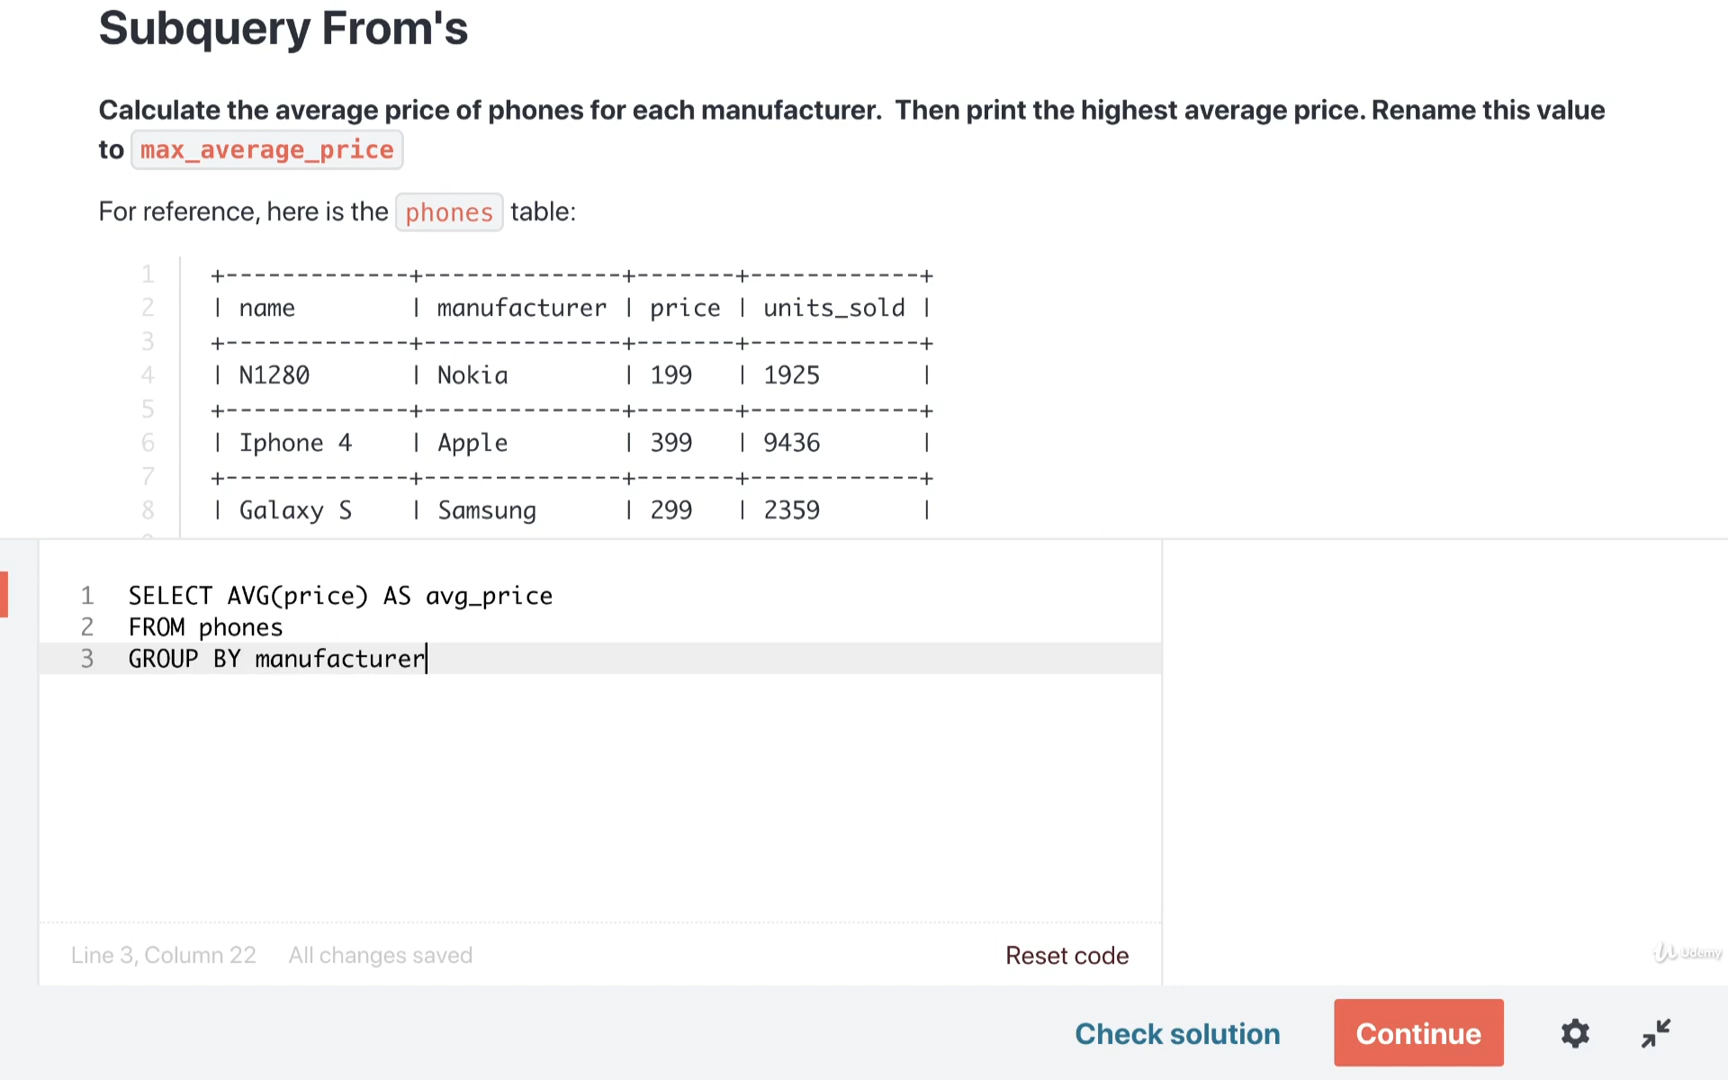 Subquery From's
Calculate the average price of phones for each manufacturer.  Then print the highest average price. Rename this value
to max_average_price
For reference, here is the phones table:
1 +-------------+--------------+-------+------------+
2 | name        | manufacturer | price | units_sold |
3 +-------------+--------------+-------+------------+
4 | N1280       | Nokia        | 199   | 1925       |
5 +-------------+--------------+-------+------------+
6 | Iphone 4    | Apple        | 399   | 9436       |
7 +-------------+--------------+-------+------------+
8 | Galaxy S    | Samsung      | 299   | 2359       |
1 SELECT AVG(price) AS avg_price
2 FROM phones
3 GROUP BY manufacturer
Line 3, Column 22 All changes saved Reset code
Udemy
Check solution Continue